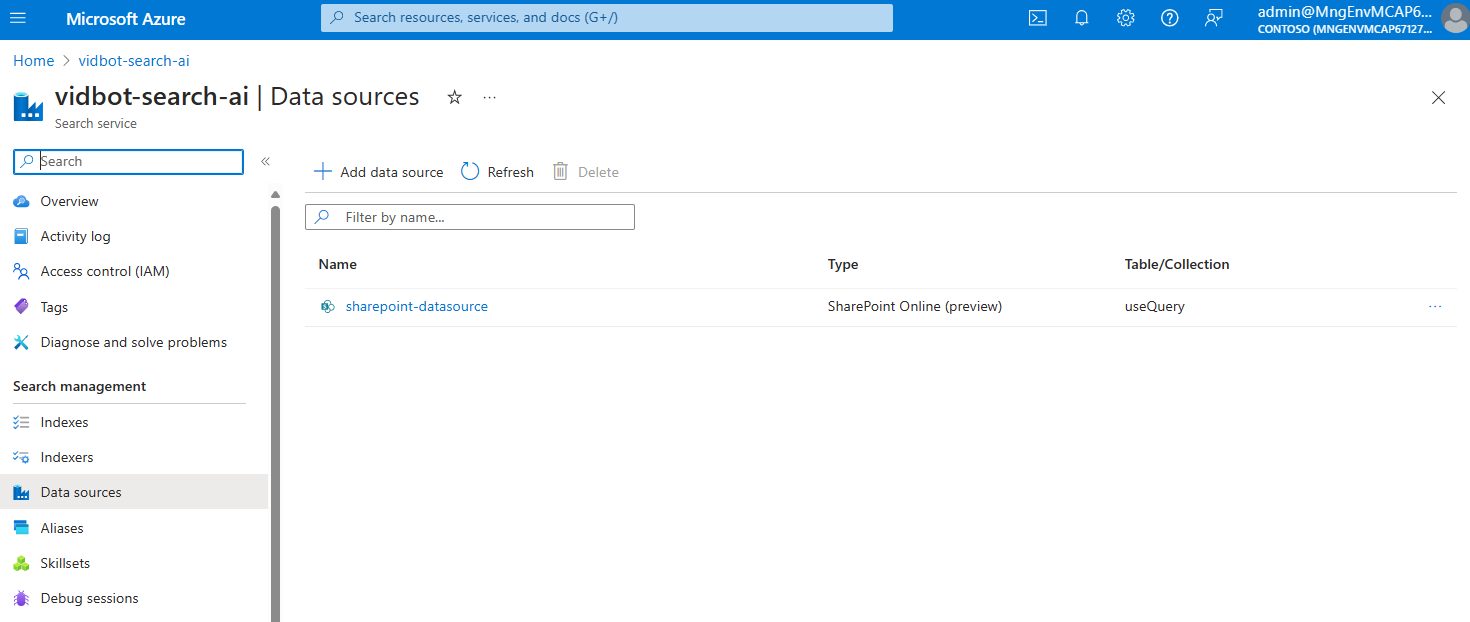 Microsoft Azure
Search resources, services, and docs (G+/)
admin@MngEnvMCAP6...
CONTOSO (MNGENVMCAP67127...
Home > vidbot-search-ai
vidbot-search-ai | Data sources
Search service
Search
Overview
Activity log
Access control (IAM)
Tags
Diagnose and solve problems
Search management
Indexes
Indexers
Data sources
Aliases
Skillsets
Debug sessions
Add data source Refresh Delete
Filter by name...
Name Type Table/Collection
sharepoint-datasource SharePoint Online (preview) useQuery